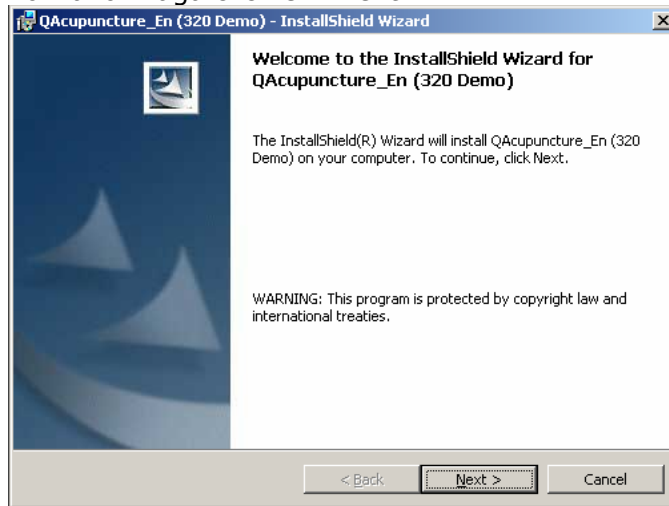 QAcupuncture_En (320 Demo) - InstallShield Wizard
Welcome to the InstallShield Wizard for
QAcupuncture_En (320 Demo)
The InstallShield(R) Wizard will install QAcupuncture_En (320
Demo) on your computer. To continue, click Next.
WARNING: This program is protected by copyright law and
international treaties.
< Back
Next >
Cancel